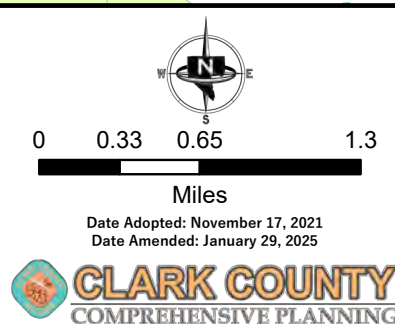 N
W E
S
0 0.33 0.65 1.3
Miles
Date Adopted: November 17, 2021
Date Amended: January 29, 2025
CLARK COUNTY
COMPREHENSIVE PLANNING